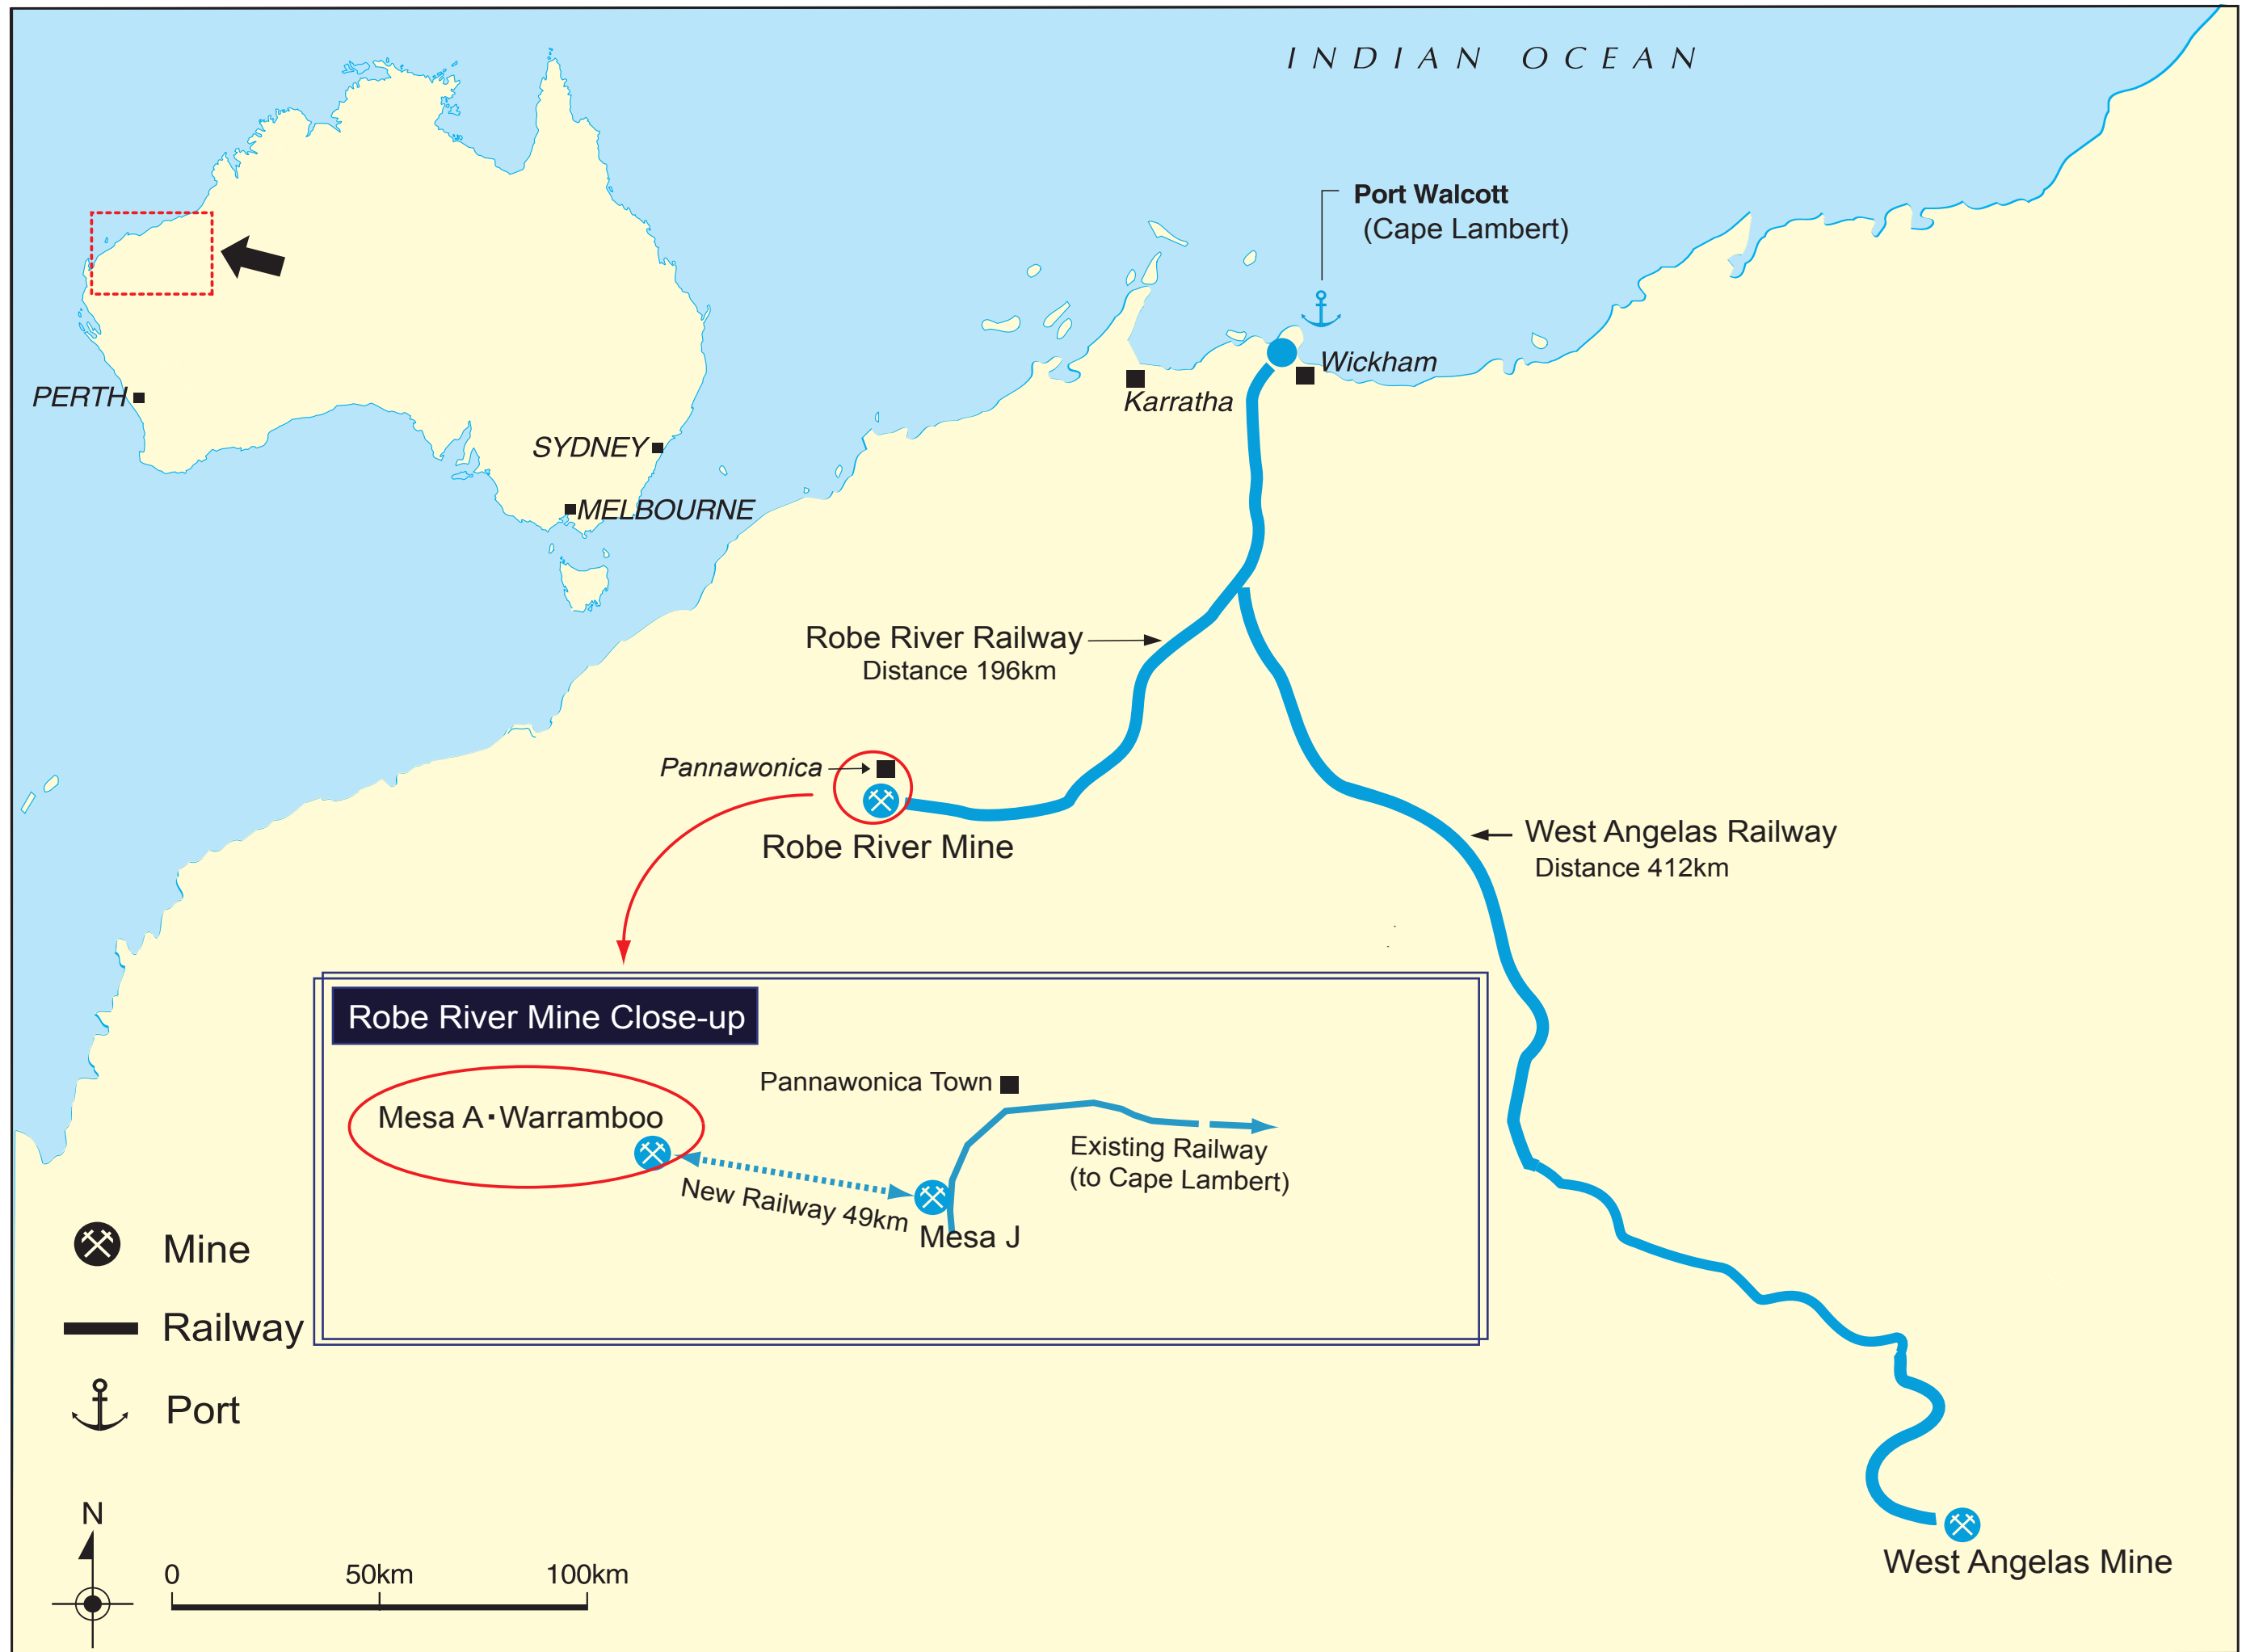 INDIAN OCEAN
Port Walcott
(Cape Lambert)
Wickham
Karratha
PERTH
SYDNEY
MELBOURNE
Robe River Railway
Distance 196km
Pannawonica
Robe River Mine
West Angelas Railway
Distance 412km
Robe River Mine Close-up
Pannawonica Town
Mesa A・Warramboo
Existing Railway
(to Cape Lambert)
New Railway 49km
Mesa J
Mine
Railway
Port
N
0 50km 100km
West Angelas Mine